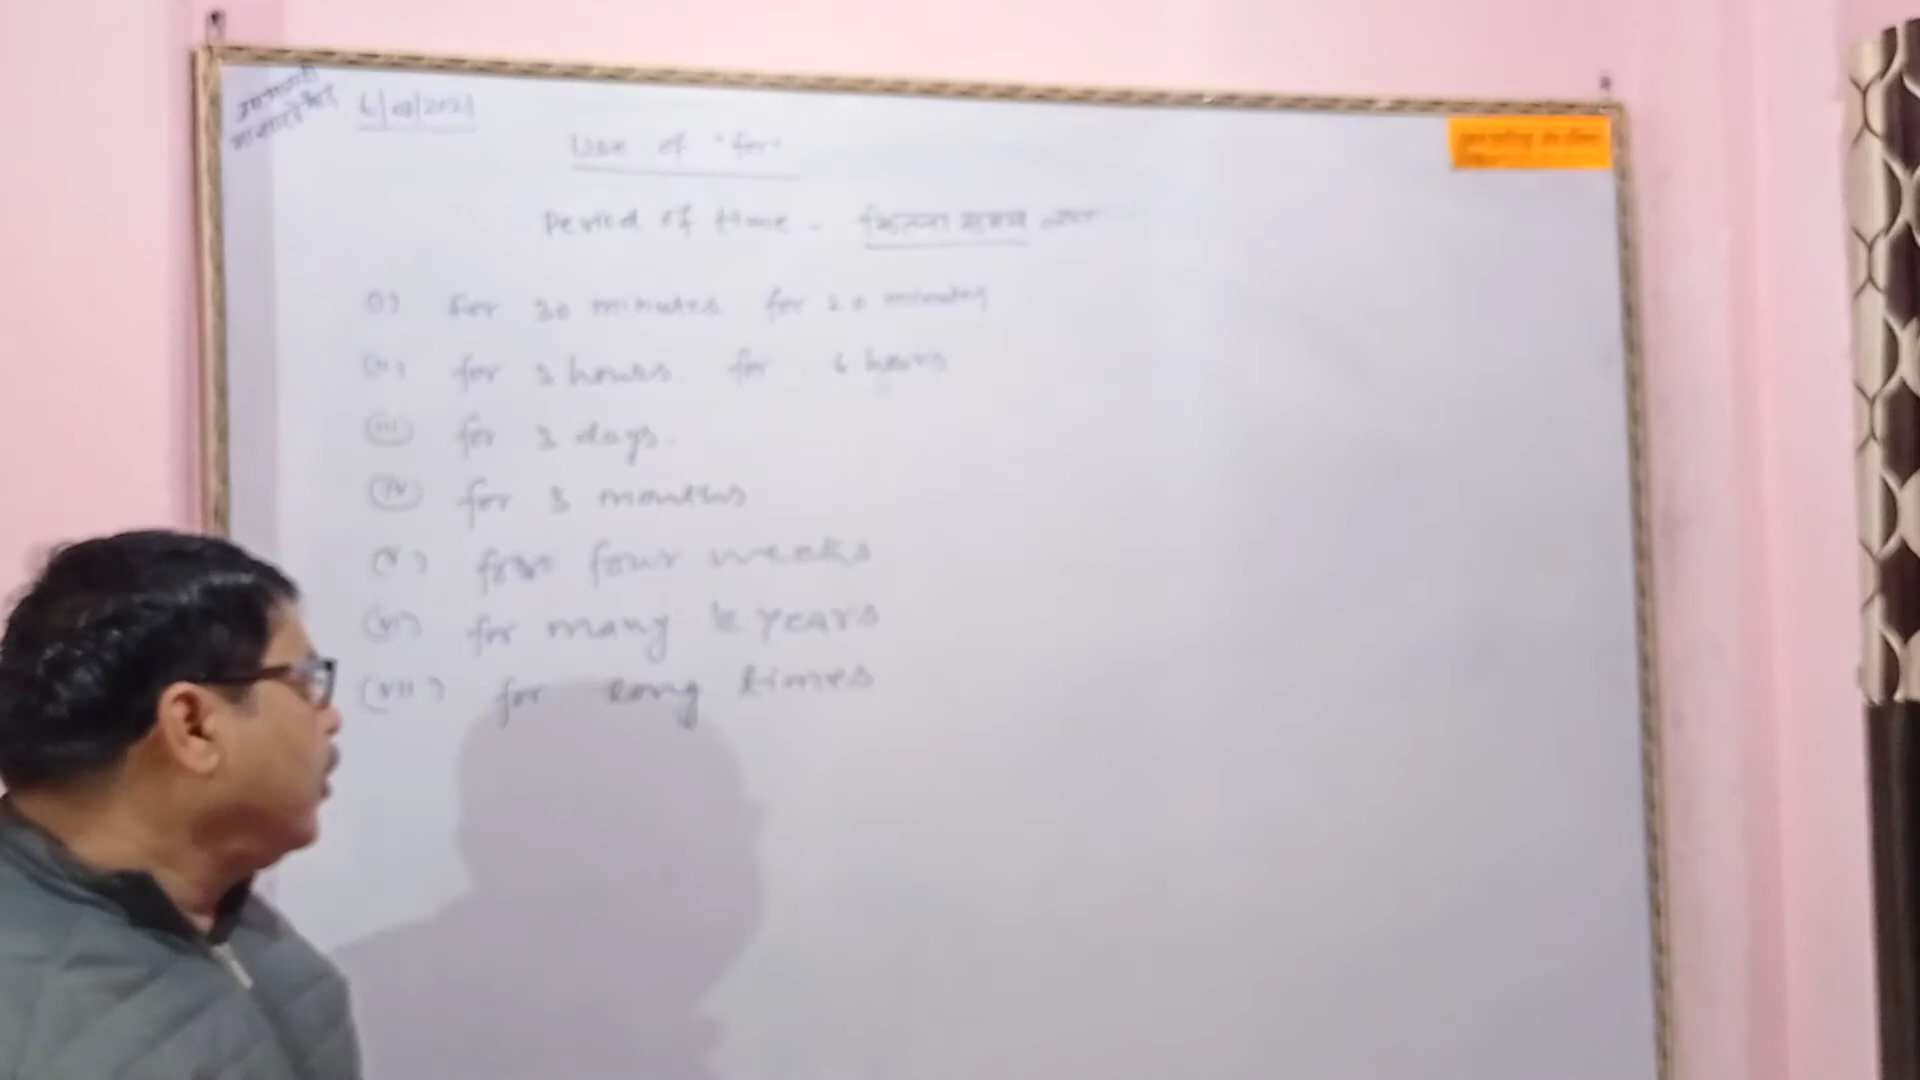 Use of "for"
Period of time - कितना समय
(i) for 30 minutes for 20 minutes
(ii) for 3 hours. for 6 hours
(iii) for 3 days.
(iv) for 3 months
(v) for four weeks
(vi) for many years
(vii) for long times